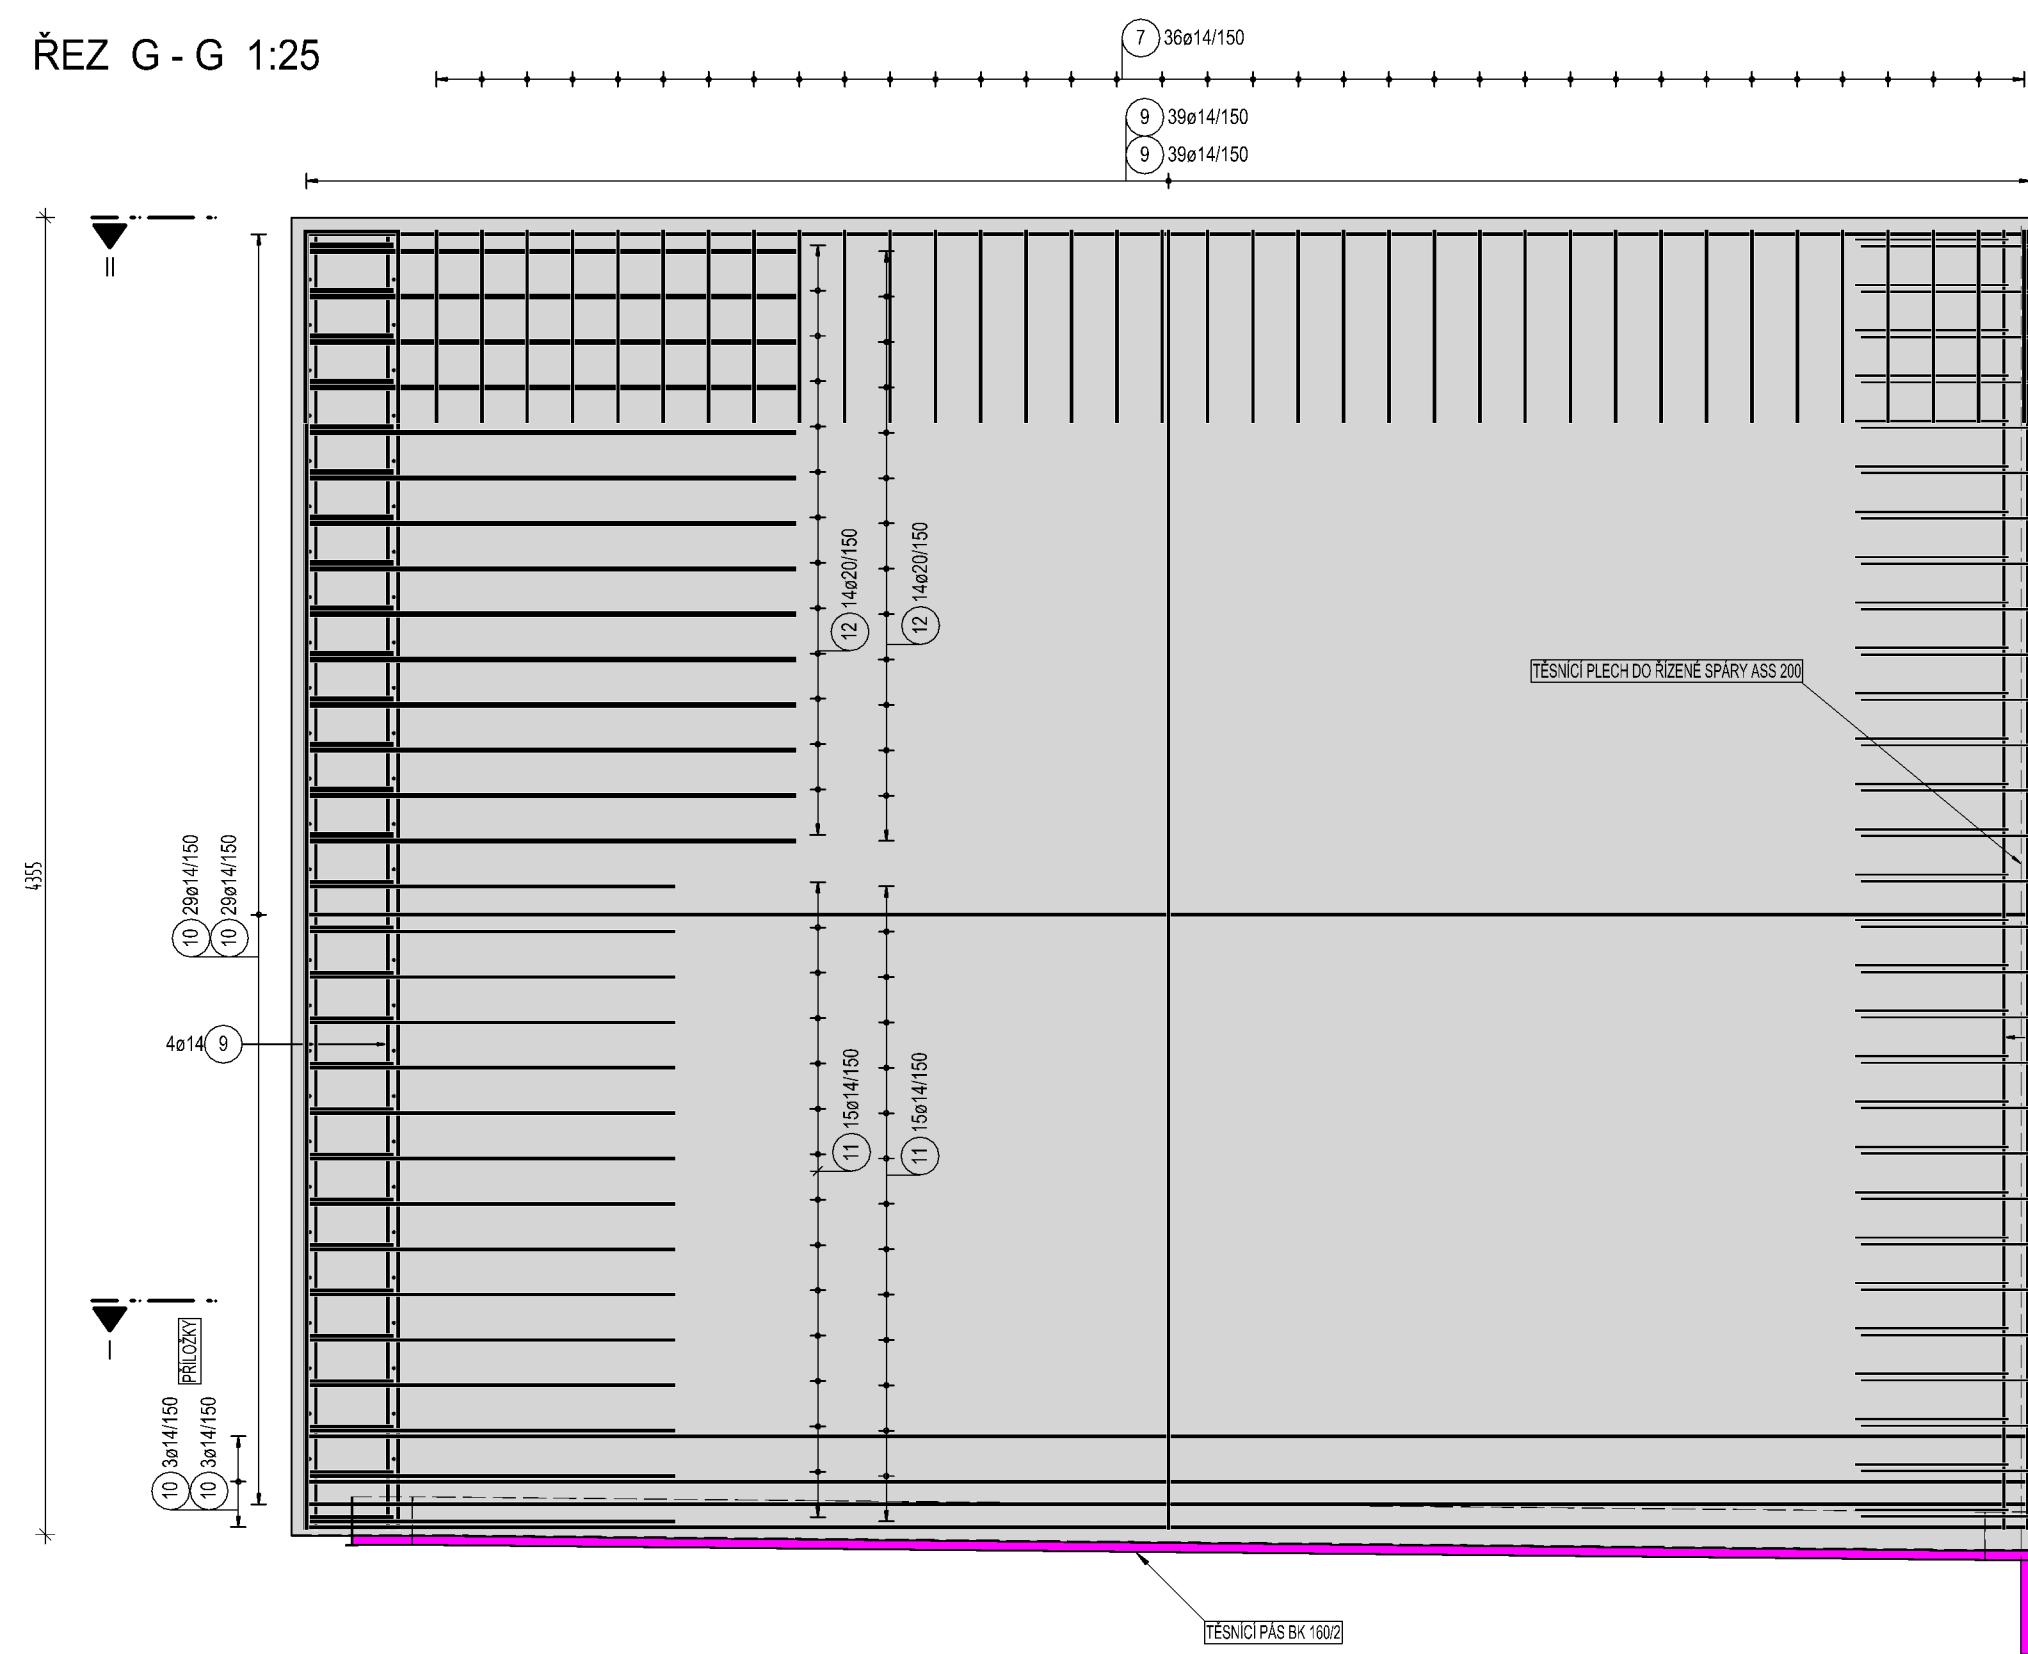 ŘEZ G - G 1:25
7 36ø14/150
9 39ø14/150
9 39ø14/150
II
12 14ø20/150
12 14ø20/150
TĚSNÍCÍ PLECH DO ŘÍZENÉ SPÁRY ASS 200
4355
10 29ø14/150
10 29ø14/150
4ø14 9
11 15ø14/150
11 15ø14/150
I
PŘÍLOŽKY
10 3ø14/150
10 3ø14/150
TĚSNÍCÍ PÁS BK 160/2